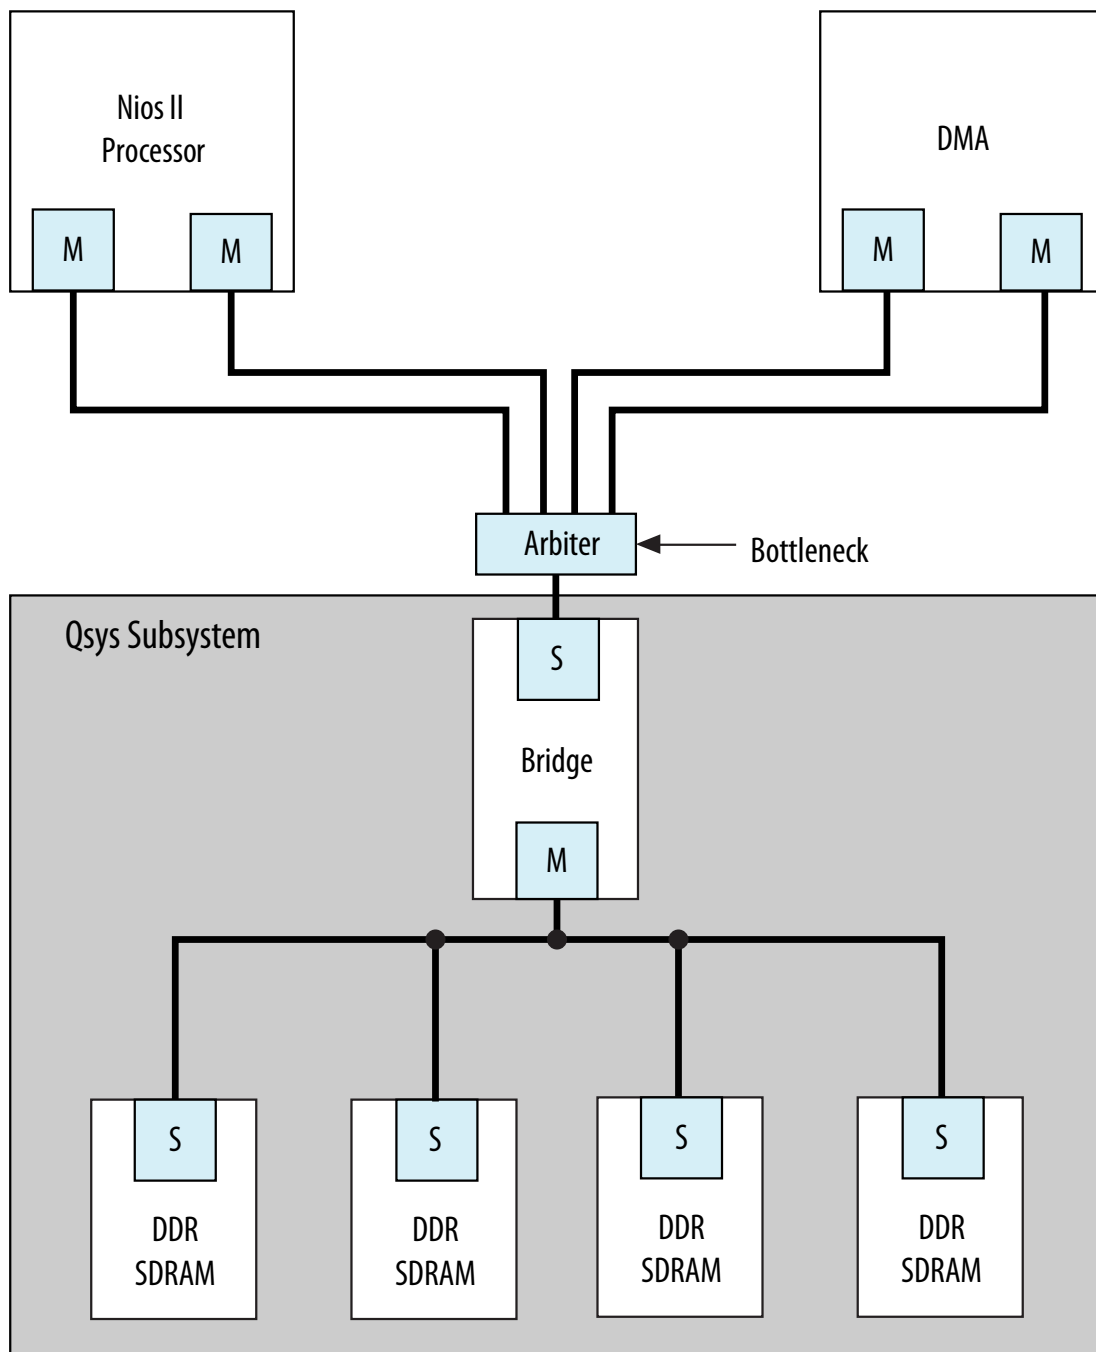 Nios II
Processor
DMA
M
M
M
M
Arbiter
Bottleneck
Qsys Subsystem
S
Bridge
M
S
S
S
S
DDR
SDRAM
DDR
SDRAM
DDR
SDRAM
DDR
SDRAM